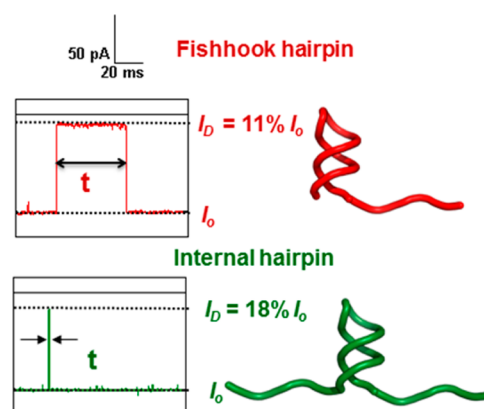 50 pA
20 ms
Fishhook hairpin
I_D = 11% I_o
t
I_o
Internal hairpin
I_D = 18% I_o
t
I_o